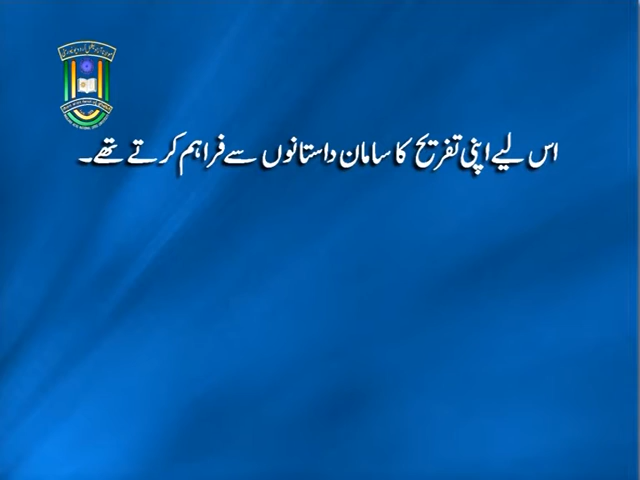 اس لیے اپنی تفریح کا سامان داستانوں سے فراہم کرتے تھے۔